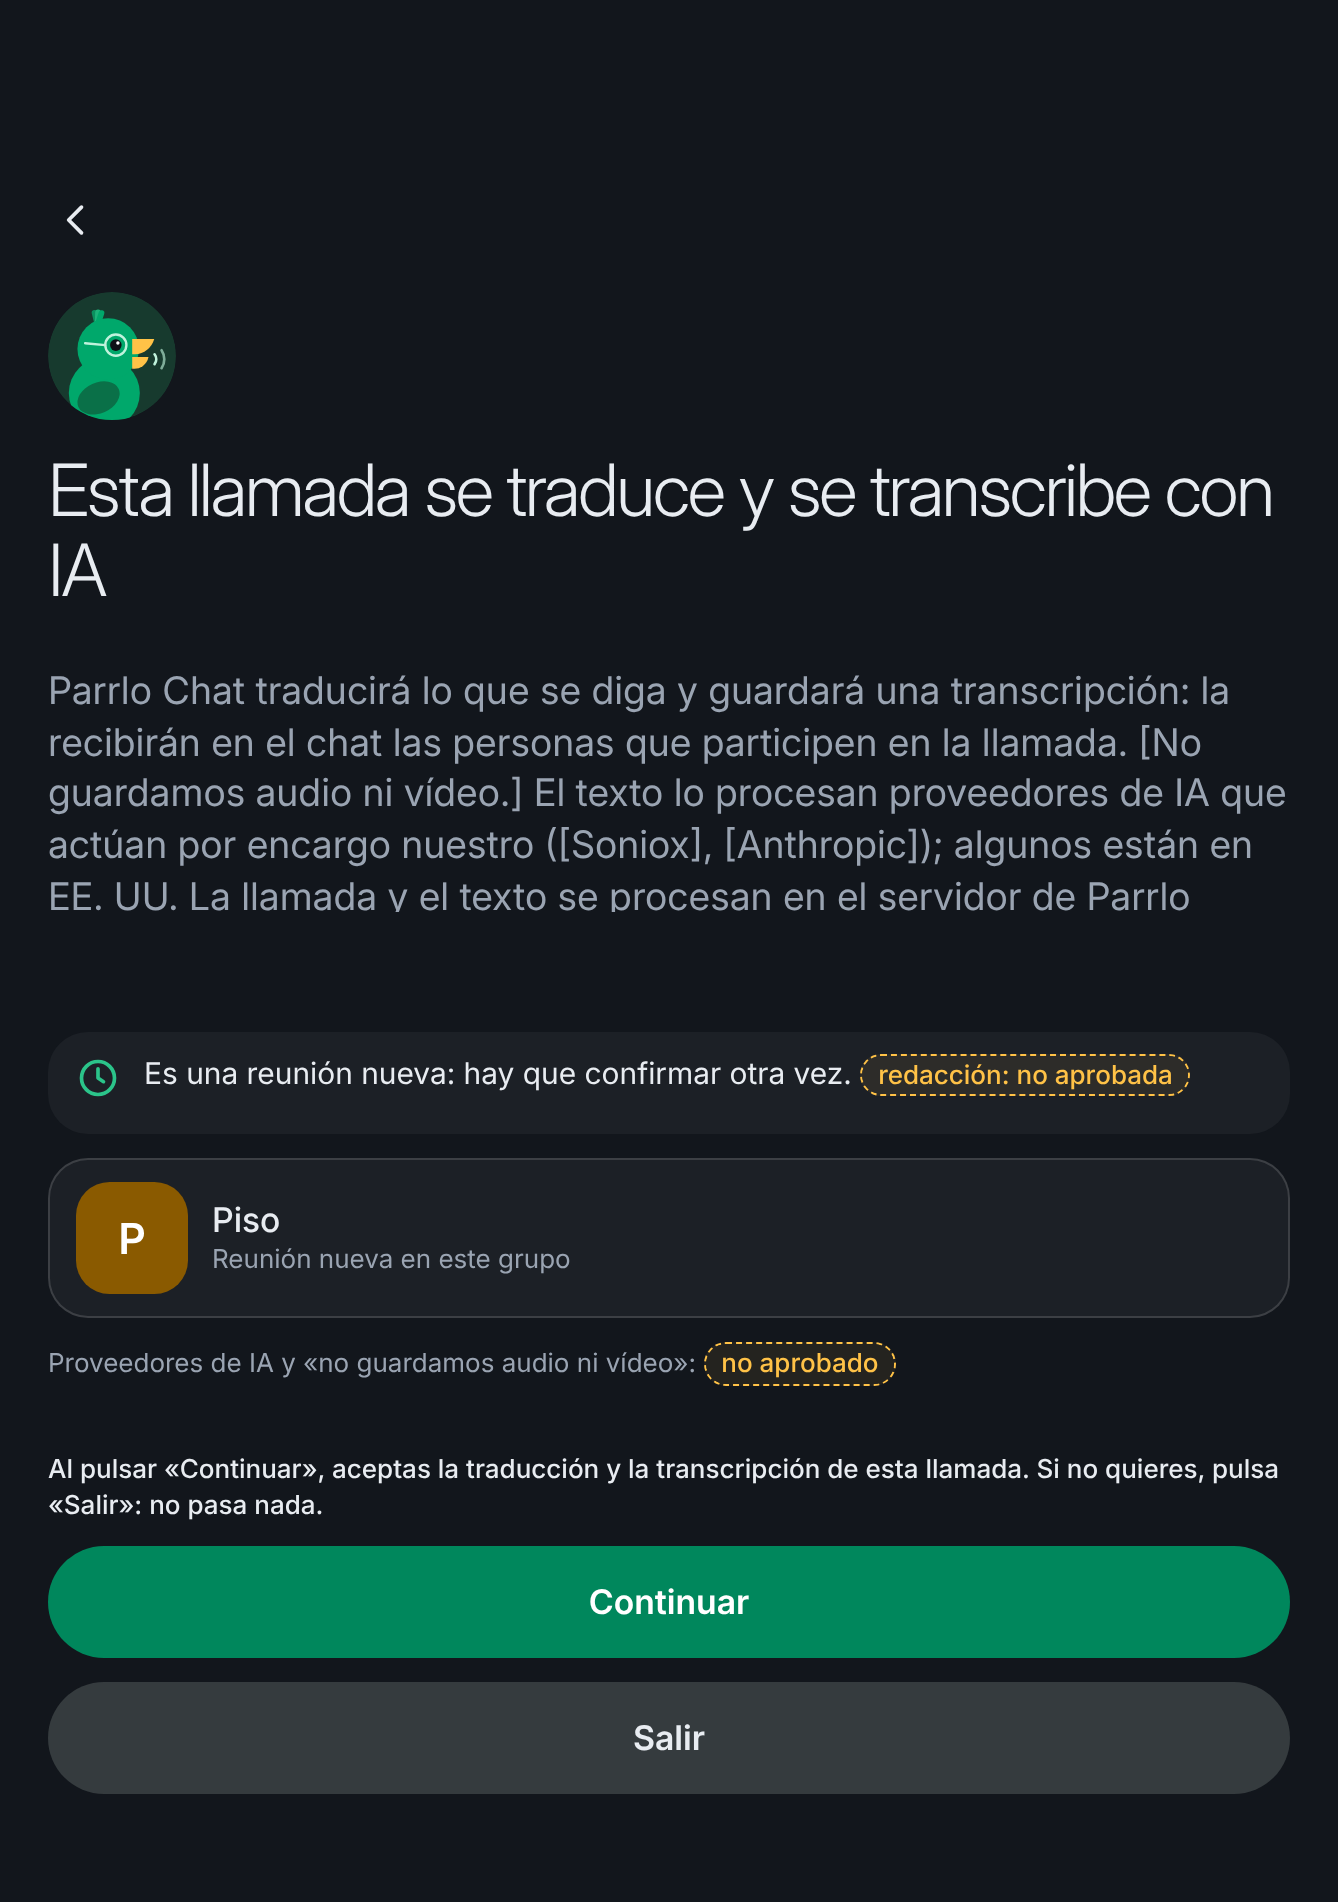 Esta llamada se traduce y se transcribe con
IA
Parrlo Chat traducirá lo que se diga y guardará una transcripción: la
recibirán en el chat las personas que participen en la llamada. [No
guardamos audio ni vídeo.] El texto lo procesan proveedores de IA que
actúan por encargo nuestro ([Soniox], [Anthropic]); algunos están en
EE. UU. La llamada y el texto se procesan en el servidor de Parrlo
Es una reunión nueva: hay que confirmar otra vez. redacción: no aprobada
P
Piso
Reunión nueva en este grupo
Proveedores de IA y «no guardamos audio ni vídeo»: no aprobado
Al pulsar «Continuar», aceptas la traducción y la transcripción de esta llamada. Si no quieres, pulsa
«Salir»: no pasa nada.
Continuar
Salir